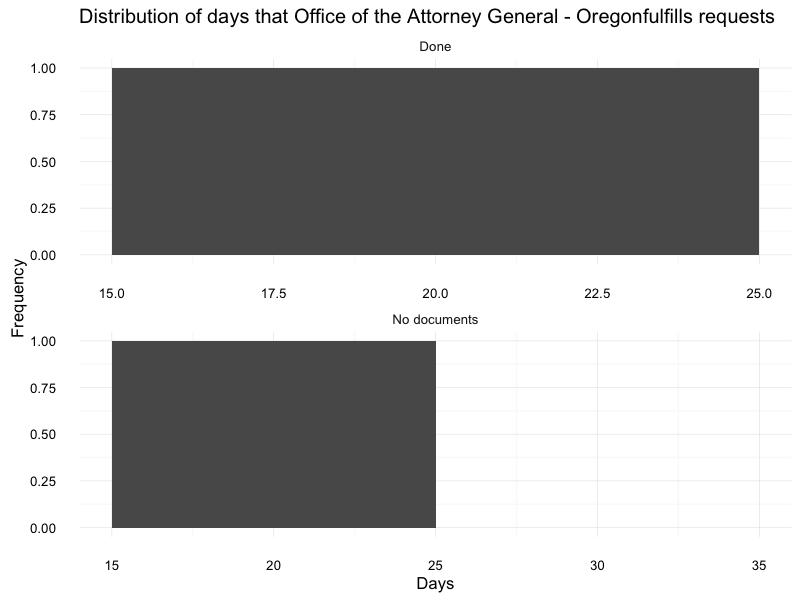 Distribution of days that Office of the Attorney General - Oregonfulfills requests
Done
1.00
0.75
0.50
0.25
0.00
15.0 17.5 20.0 22.5 25.0
Frequency
No documents
1.00
0.75
0.50
0.25
0.00
15 20 25 30 35
Days